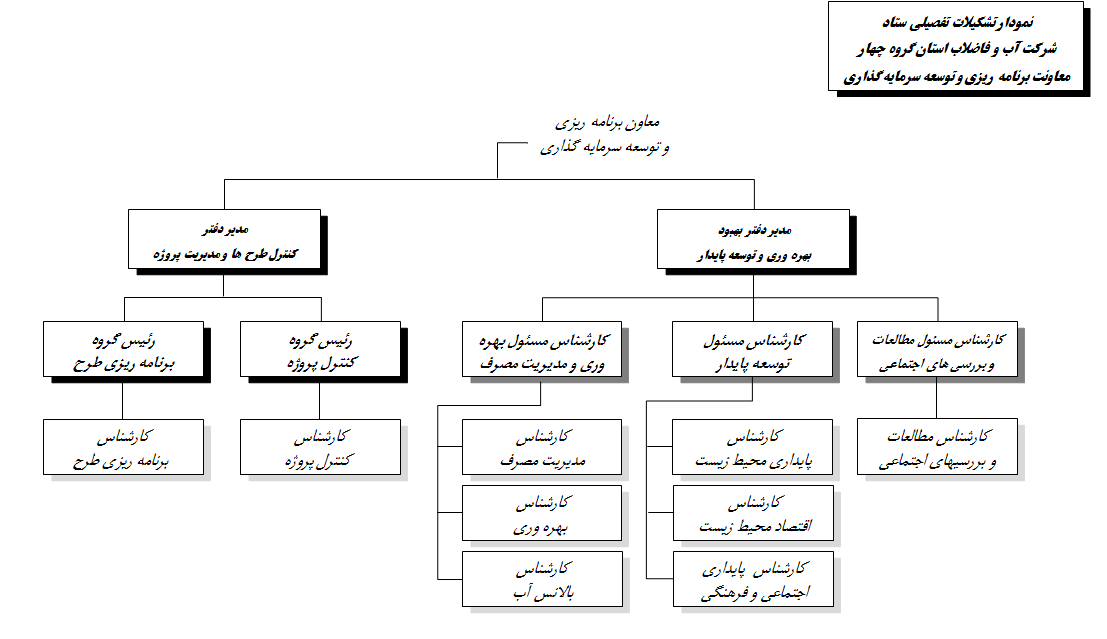 نمودار تشکیلات تفصیلی ستاد
شرکت آب و فاضلاب استان گروه چهار
معاونت برنامه ریزی و توسعه سرمایه گذاری
معاون برنامه ریزی
و توسعه سرمایه گذاری
مدیر دفتر بهبود
بهره وری و توسعه پایدار
مدیر دفتر
کنترل طرح ها و مدیریت پروژه
کارشناس مسئول مطالعات
و بررسی های اجتماعی
کارشناس مسئول
توسعه پایدار
کارشناس مسئول بهره
وری و مدیریت مصرف
رئیس گروه
کنترل پروژه
رئیس گروه
برنامه ریزی طرح
کارشناس مطالعات
و بررسیهای اجتماعی
کارشناس
پایداری محیط زیست
کارشناس
مدیریت مصرف
کارشناس
کنترل پروژه
کارشناس
برنامه ریزی طرح
کارشناس
اقتصاد محیط زیست
کارشناس
بهره وری
کارشناس پایداری
اجتماعی و فرهنگی
کارشناس
بالانس آب